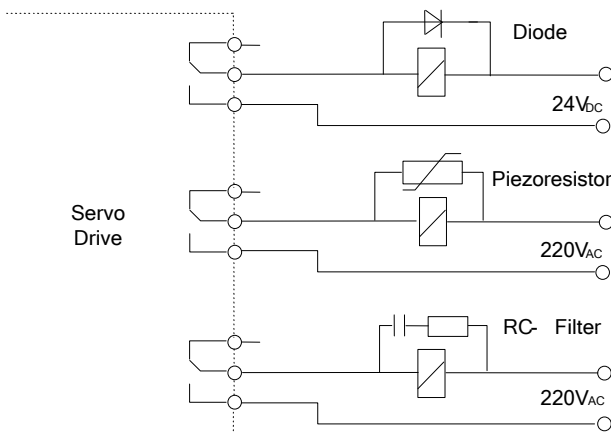 Diode
24VDC
Piezoresistor
Servo
Drive
220VAC
RC- Filter
220VAC